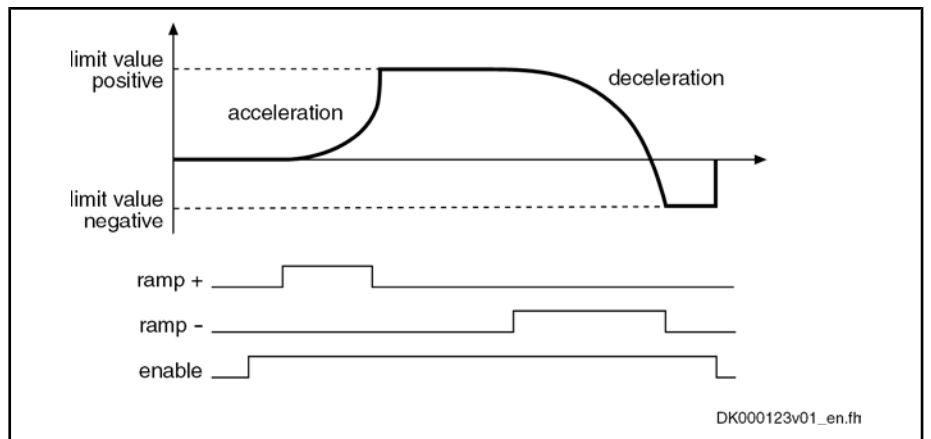 limit value
positive
acceleration
deceleration
limit value
negative
ramp +
ramp -
enable
DK000123v01_en.fh